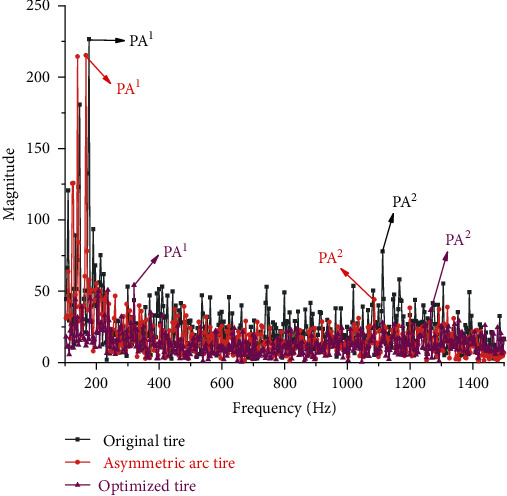 250
200
150
100
50
0
Magnitude
PA¹
PA¹
PA¹
PA²
PA²
PA²
200 400 600 800 1000 1200 1400
Frequency (Hz)
Original tire
Asymmetric arc tire
Optimized tire